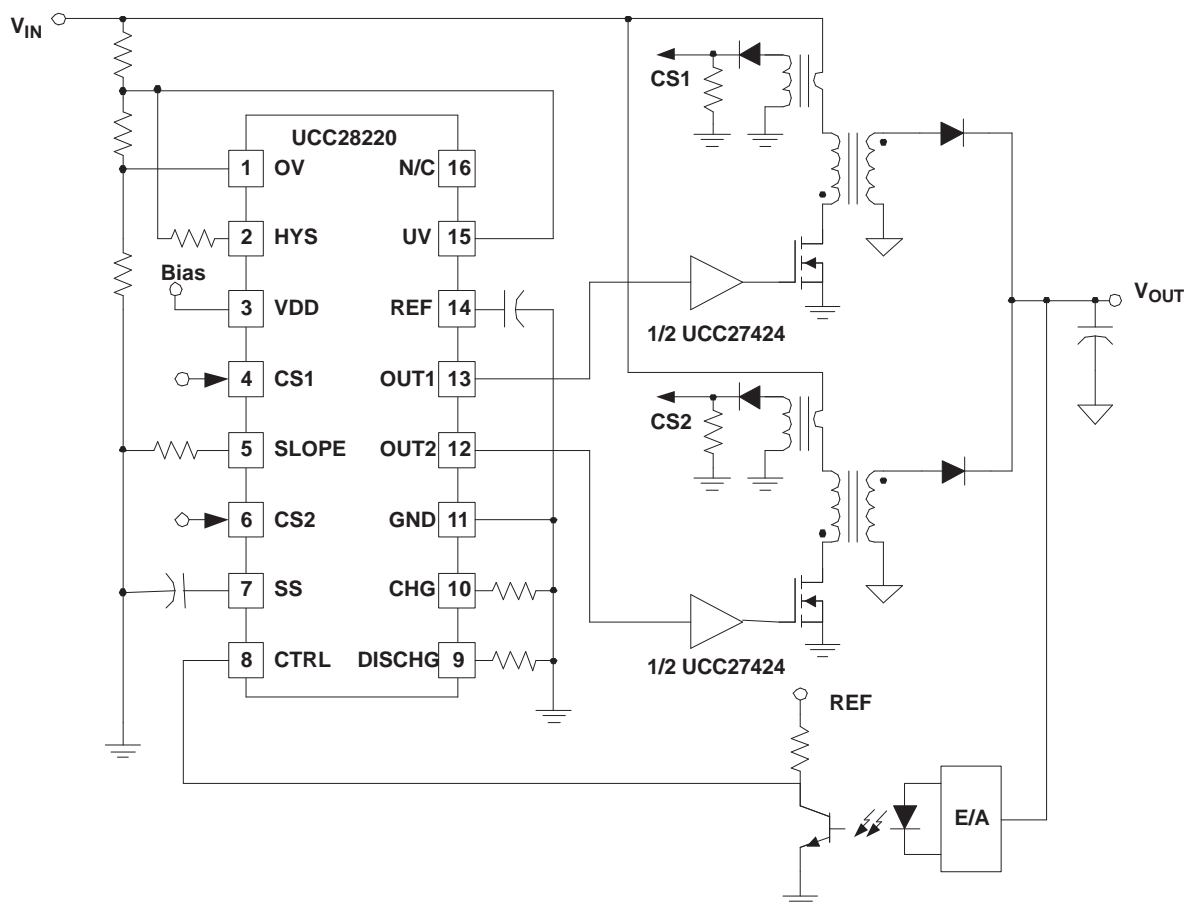 VIN
CS1
UCC28220
1 OV N/C 16
2 HYS UV 15
Bias
3 VDD REF 14
1/2 UCC27424
VOUT
4 CS1 OUT1 13
CS2
5 SLOPE OUT2 12
6 CS2 GND 11
7 SS CHG 10
8 CTRL DISCHG 9
1/2 UCC27424
REF
E/A